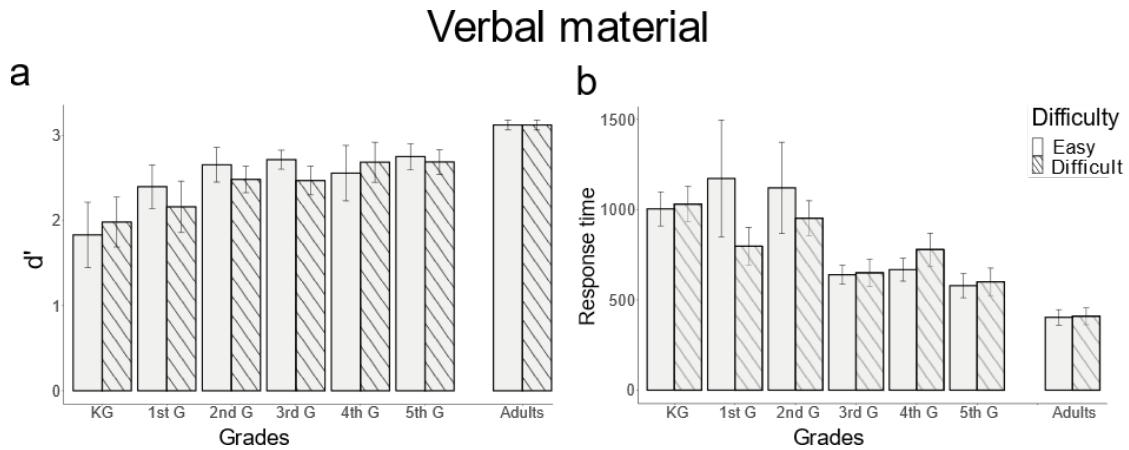 Verbal material
a
3
2
1
0
d'
KG 1st G 2nd G 3rd G 4th G 5th G Adults
Grades
b
1500
1000
500
0
Response time
KG 1st G 2nd G 3rd G 4th G 5th G Adults
Grades
Difficulty
Easy
Difficult